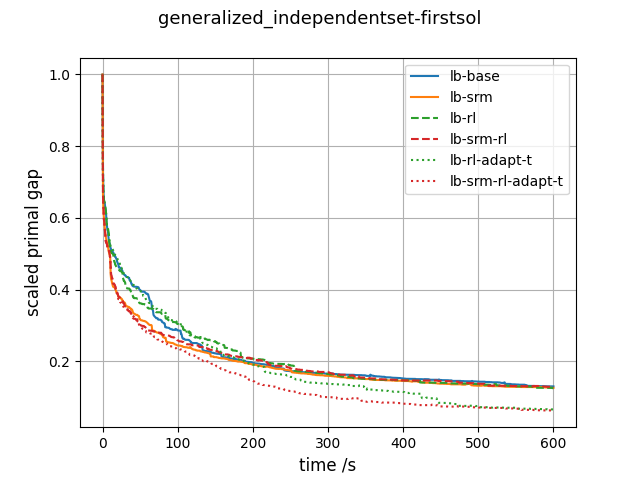 generalized_independentset-firstsol
1.0
0.8
0.6
0.4
0.2
scaled primal gap
lb-base
lb-srm
lb-rl
lb-srm-rl
lb-rl-adapt-t
lb-srm-rl-adapt-t
0 100 200 300 400 500 600
time /s